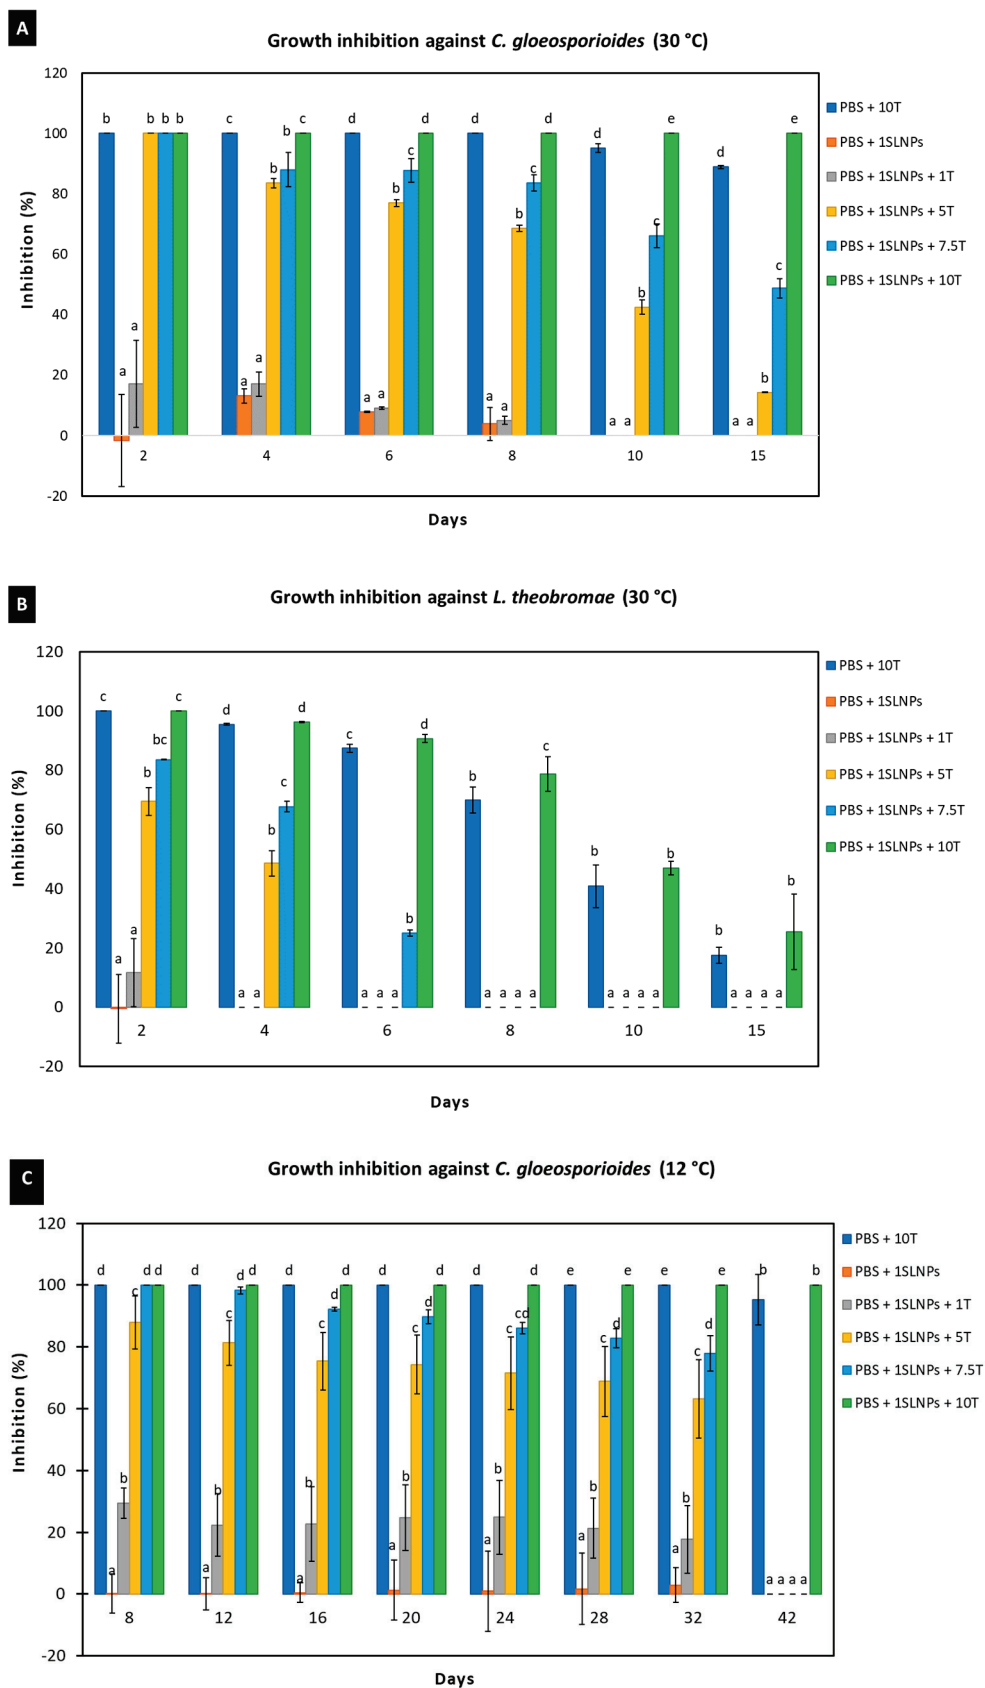 A
Growth inhibition against C. gloeosporioides (30 °C)
120
100
80
60
40
20
0
-20
Inhibition (%)
b b b b
a a
c b b c
a a
d b c d
a a
d b c d
a a
d a a b c e
d a a b c e
2 4 6 8 10 15
Days
PBS + 10T
PBS + 1SLNPs
PBS + 1SLNPs + 1T
PBS + 1SLNPs + 5T
PBS + 1SLNPs + 7.5T
PBS + 1SLNPs + 10T
B
Growth inhibition against L. theobromae (30 °C)
120
100
80
60
40
20
0
-20
Inhibition (%)
c a a b bc c
d a a b c d
c a a a b d
b a a a a c
b a a a a b
b a a a a b
2 4 6 8 10 15
Days
PBS + 10T
PBS + 1SLNPs
PBS + 1SLNPs + 1T
PBS + 1SLNPs + 5T
PBS + 1SLNPs + 7.5T
PBS + 1SLNPs + 10T
C
Growth inhibition against C. gloeosporioides (12 °C)
120
100
80
60
40
20
0
-20
Inhibition (%)
d a b c d d
d a b c d d
d a b c d d
d a b c d d
d a b c cd d
e a b c d e
e a b c d e
b a a a a b
8 12 16 20 24 28 32 42
Days
PBS + 10T
PBS + 1SLNPs
PBS + 1SLNPs + 1T
PBS + 1SLNPs + 5T
PBS + 1SLNPs + 7.5T
PBS + 1SLNPs + 10T